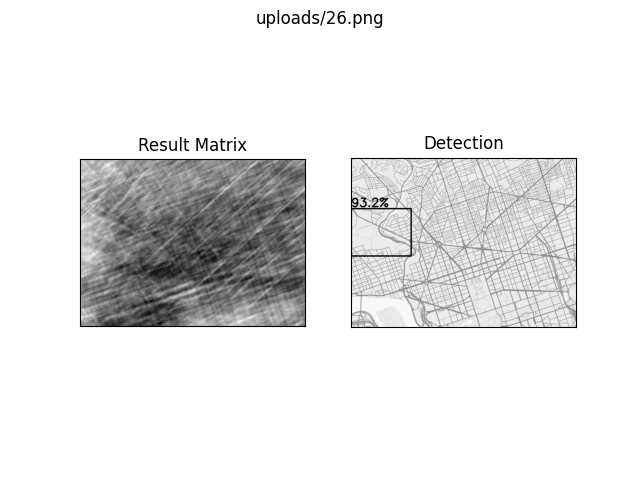 uploads/26.png
Result Matrix
Detection
93.2%